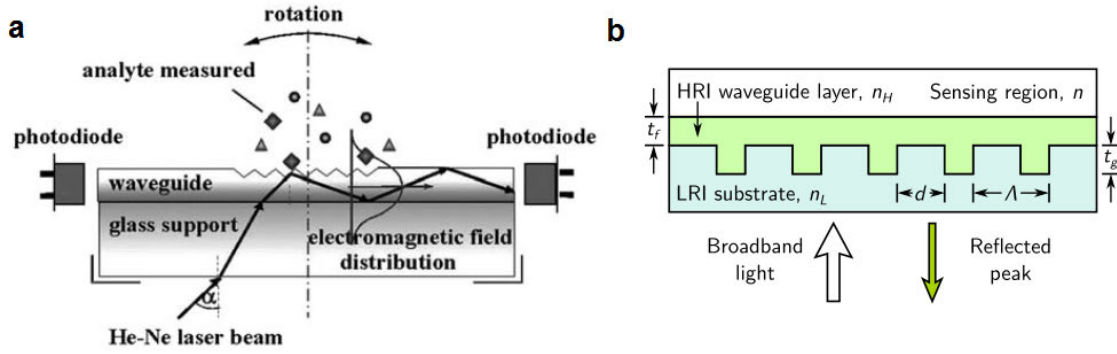 a
rotation
analyte measured
photodiode
photodiode
waveguide
glass support
electromagnetic field
distribution
α
He-Ne laser beam
b
HRI waveguide layer, n_H
Sensing region, n
t_f
t_g
LRI substrate, n_L
d
Λ
Broadband
light
Reflected
peak